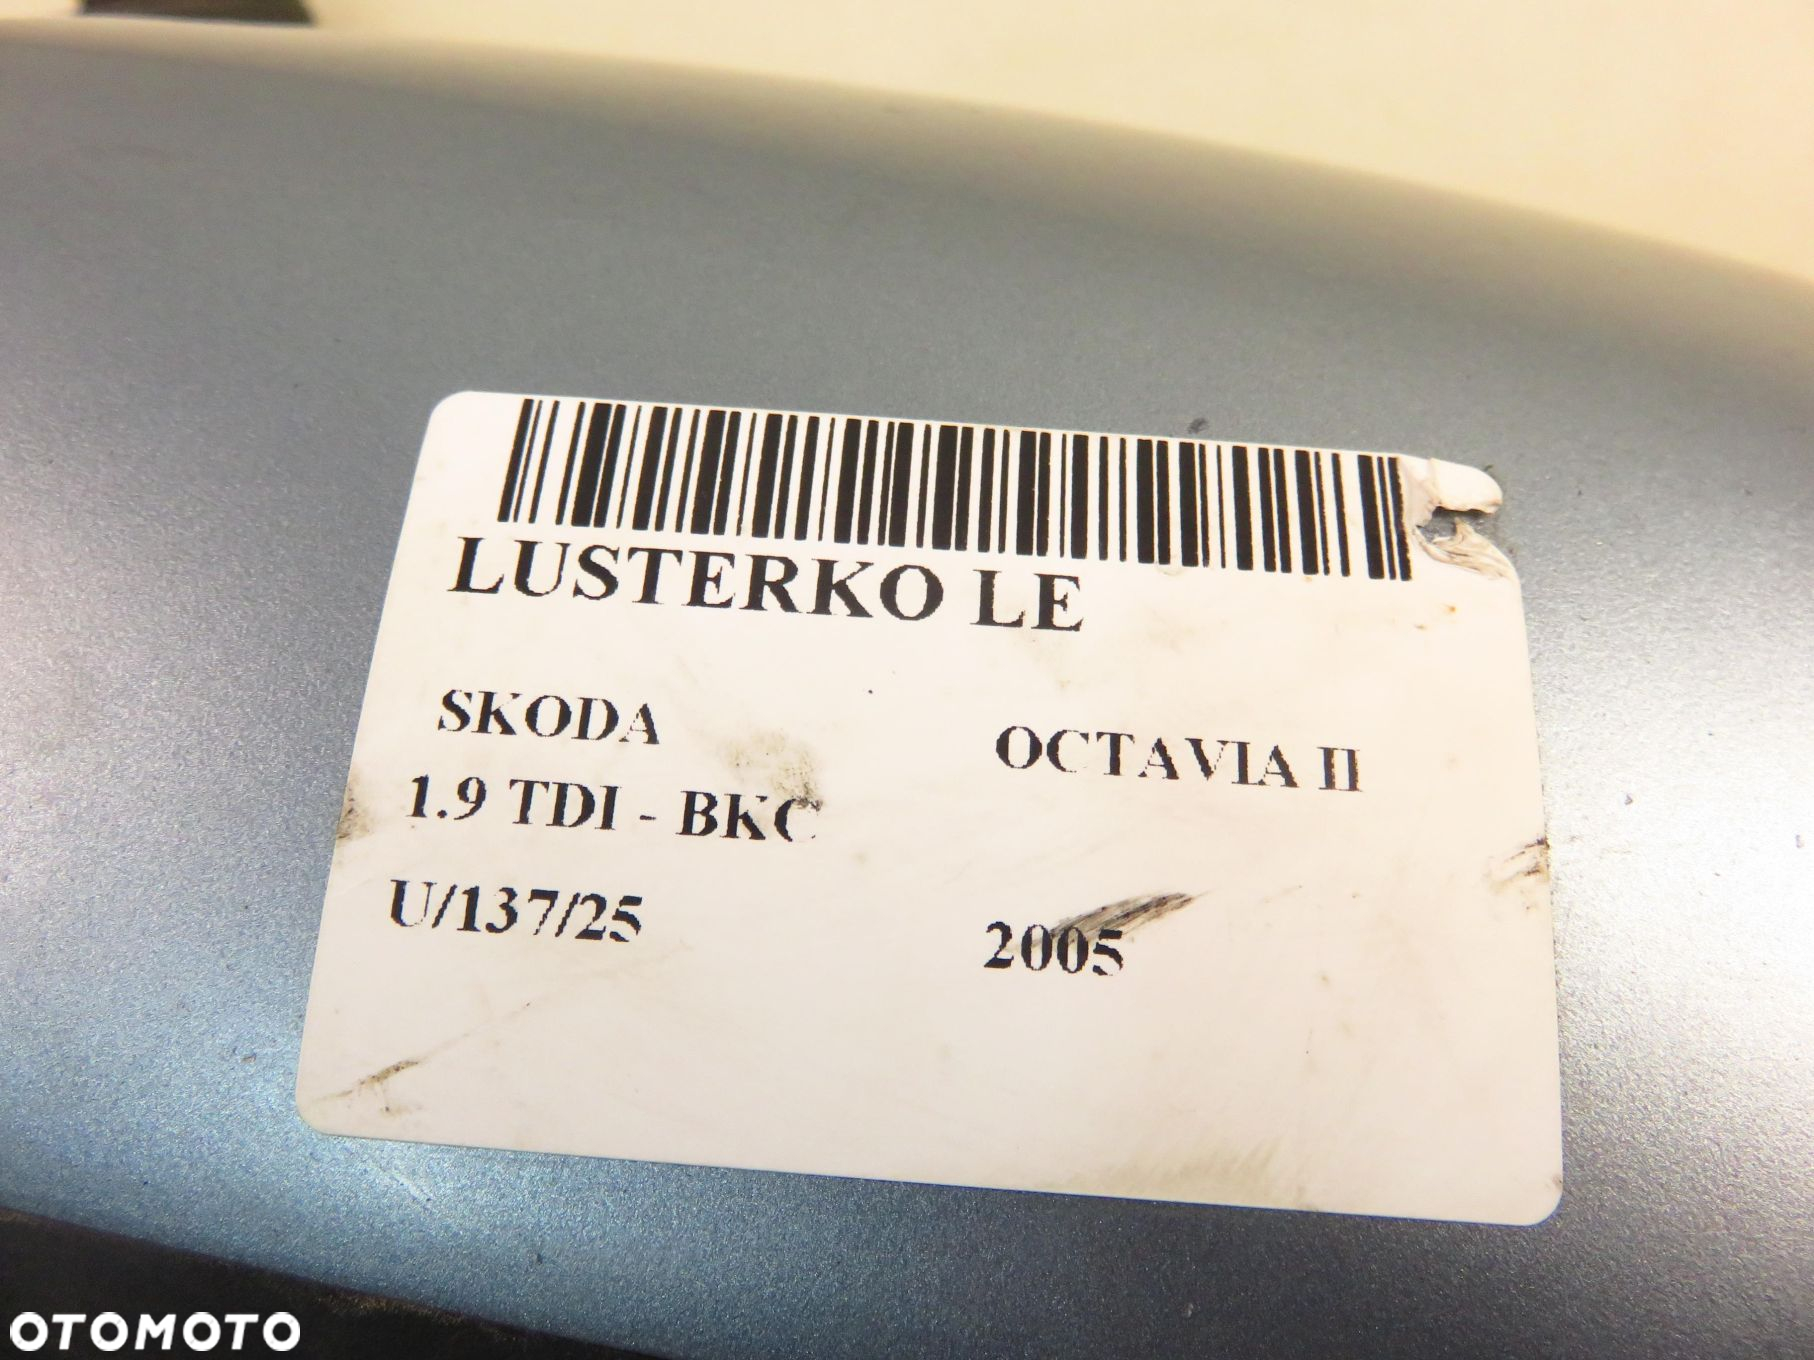 LUSTERKO LE
SKODA OCTAVIA II
1.9 TDI - BKC
U/137/25 2005
OTOMOTO